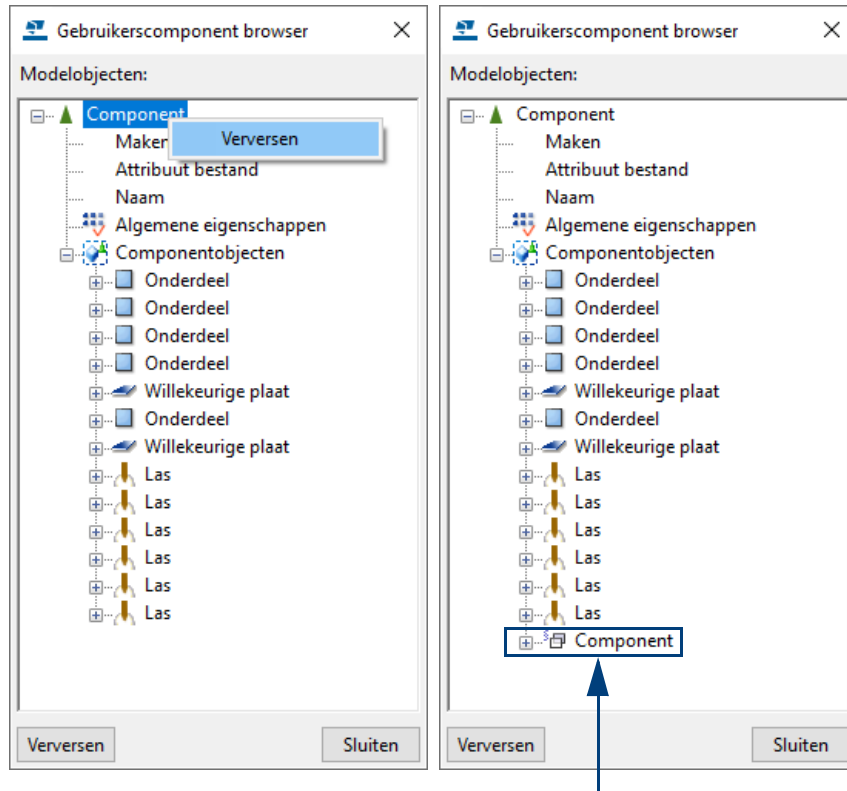 Gebruikerscomponent browser
Modelobjecten:
Component
Verversen
Maken
Attribuut bestand
Naam
Algemene eigenschappen
Componentobjecten
Onderdeel
Onderdeel
Onderdeel
Onderdeel
Willekeurige plaat
Onderdeel
Willekeurige plaat
Las
Las
Las
Las
Las
Las
Verversen
Sluiten
Gebruikerscomponent browser
Modelobjecten:
Component
Maken
Attribuut bestand
Naam
Algemene eigenschappen
Componentobjecten
Onderdeel
Onderdeel
Onderdeel
Onderdeel
Willekeurige plaat
Onderdeel
Willekeurige plaat
Las
Las
Las
Las
Las
Las
Component
Verversen
Sluiten